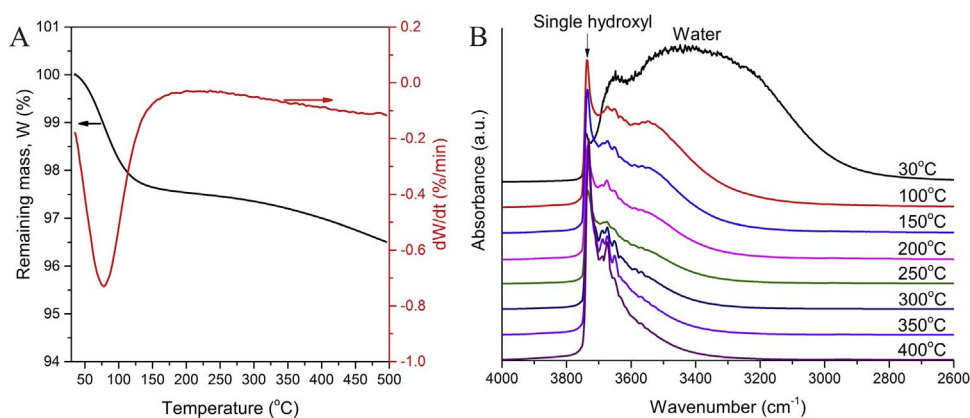 A
Remaining mass, W (%)
101
100
99
98
97
96
95
94
50 100 150 200 250 300 350 400 450 500
Temperature (°C)
0.2
0.0
-0.2
-0.4
-0.6
-0.8
-1.0
dW/dt (%/min)
B
Single hydroxyl
Water
Absorbance (a.u.)
30°C
100°C
150°C
200°C
250°C
300°C
350°C
400°C
4000 3800 3600 3400 3200 3000 2800 2600
Wavenumber (cm⁻¹)